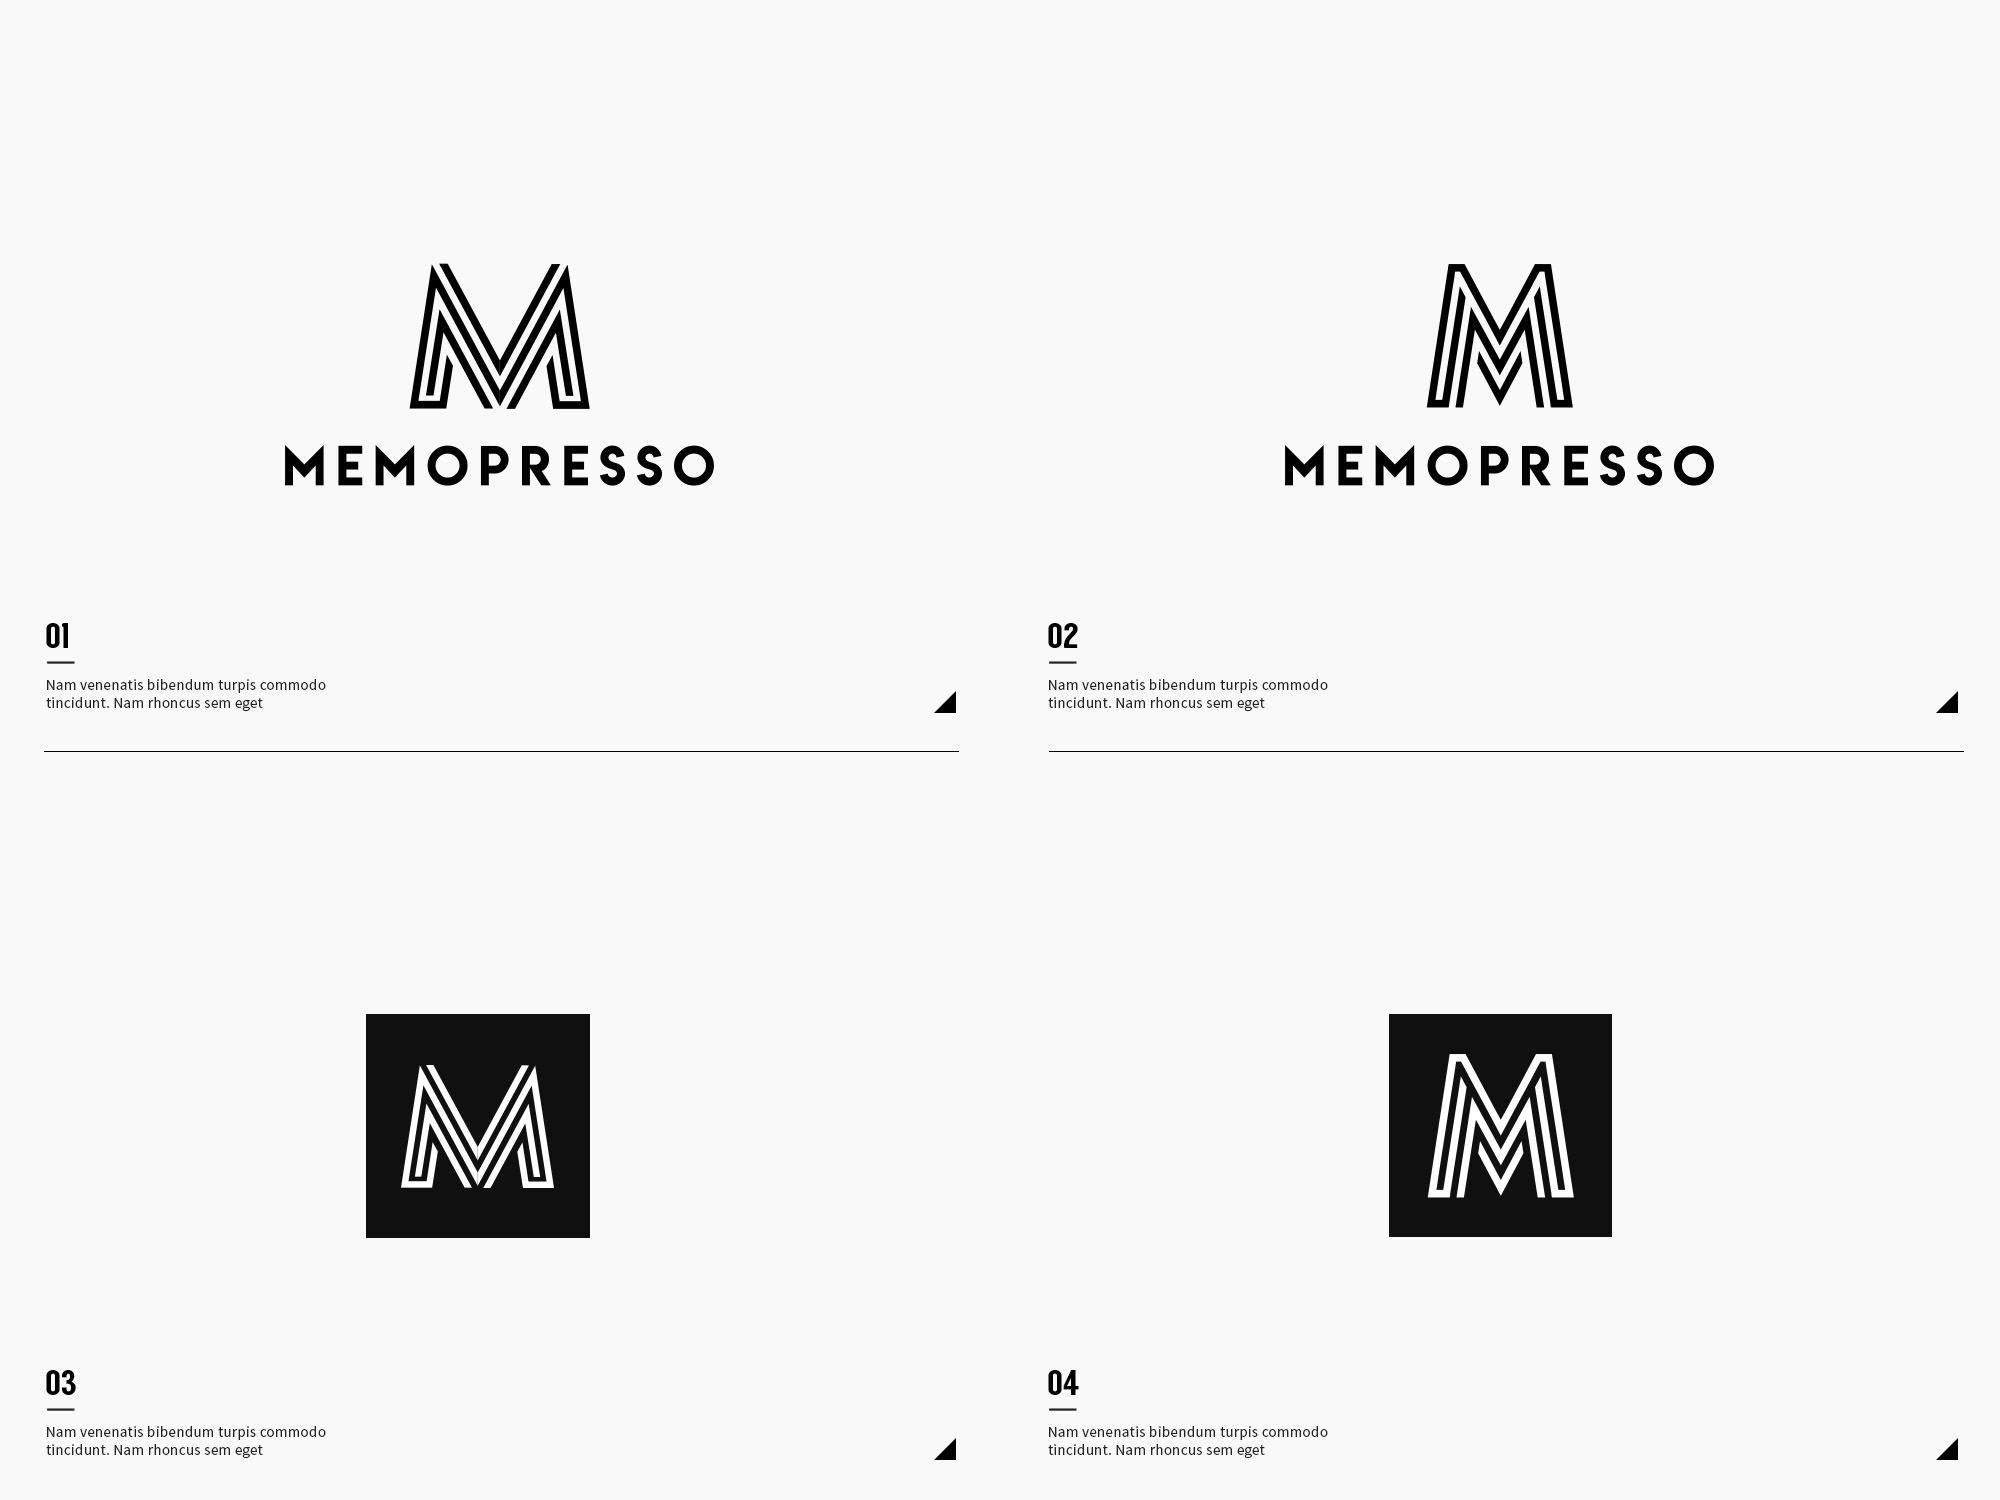 M
MEMOPRESSO
01
Nam venenatis bibendum turpis commodo
tincidunt. Nam rhoncus sem eget
M
MEMOPRESSO
02
Nam venenatis bibendum turpis commodo
tincidunt. Nam rhoncus sem eget
M
03
Nam venenatis bibendum turpis commodo
tincidunt. Nam rhoncus sem eget
M
04
Nam venenatis bibendum turpis commodo
tincidunt. Nam rhoncus sem eget